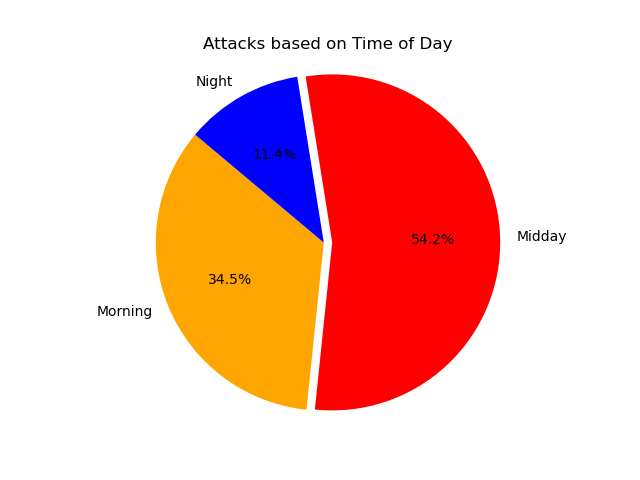 Attacks based on Time of Day
Night
11.4%
54.2%
Midday
34.5%
Morning